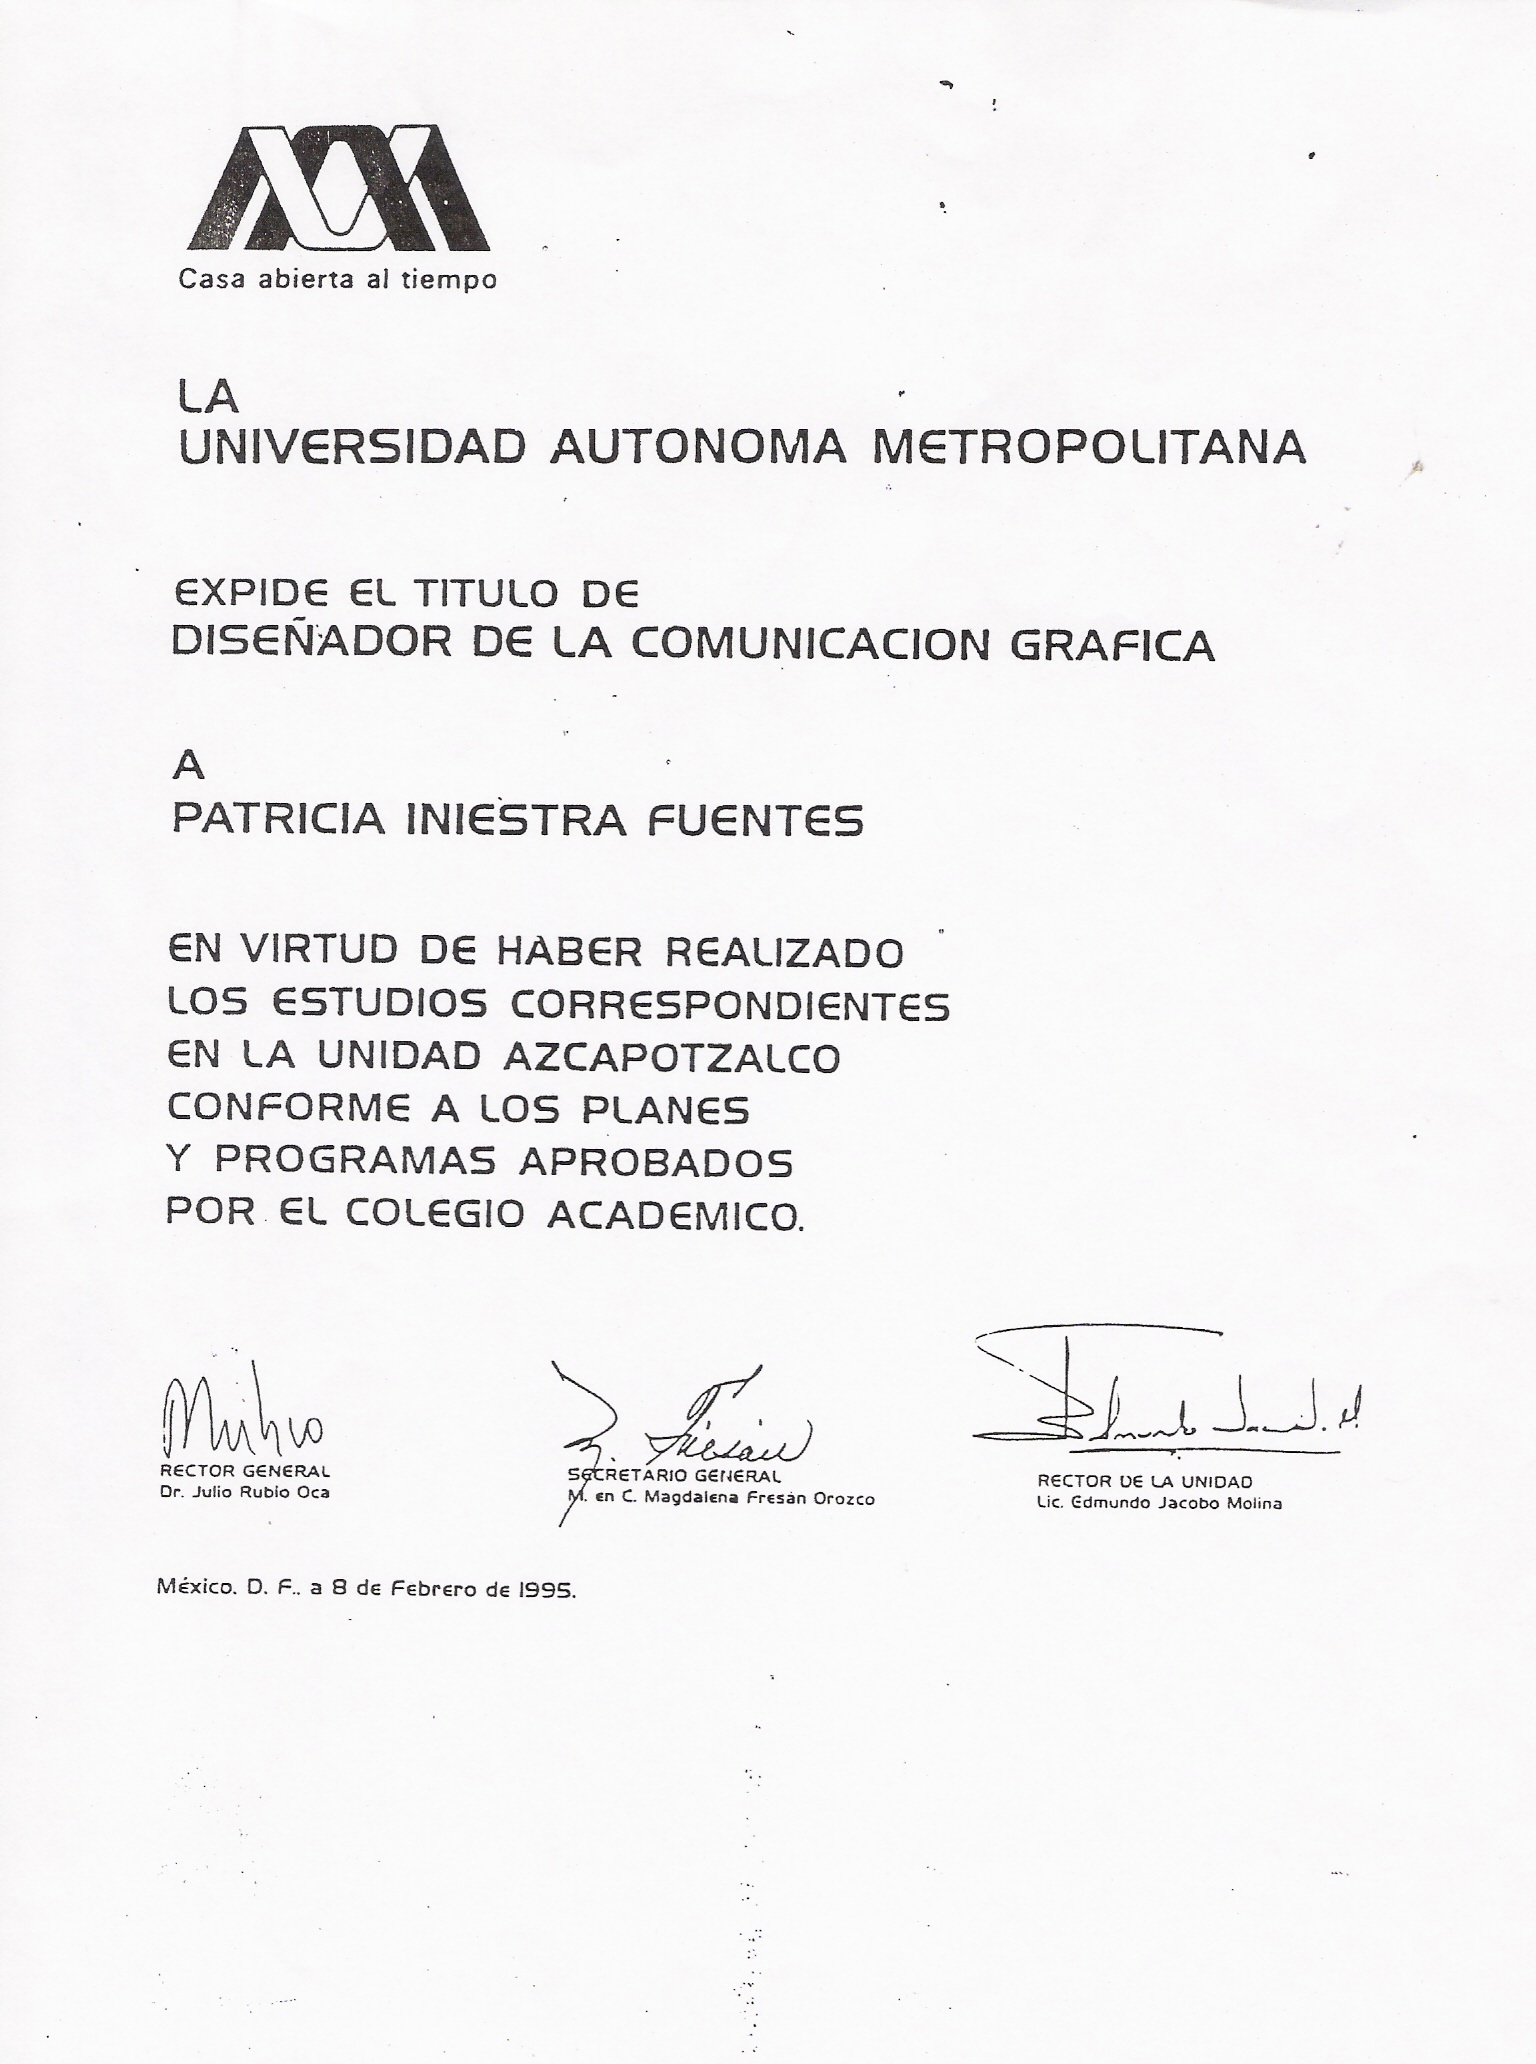 Casa abierta al tiempo
LA
UNIVERSIDAD AUTONOMA METROPOLITANA
EXPIDE EL TITULO DE
DISEÑADOR DE LA COMUNICACION GRAFICA
A
PATRICIA INIESTRA FUENTES
EN VIRTUD DE HABER REALIZADO
LOS ESTUDIOS CORRESPONDIENTES
EN LA UNIDAD AZCAPOTZALCO
CONFORME A LOS PLANES
Y PROGRAMAS APROBADOS
POR EL COLEGIO ACADEMICO.
RECTOR GENERAL
Dr. Julio Rubio Oca
SECRETARIO GENERAL
M. en C. Magdalena Fresán Orozco
RECTOR DE LA UNIDAD
Lic. Edmundo Jacobo Molina
México. D. F.. a 8 de Febrero de 1995.